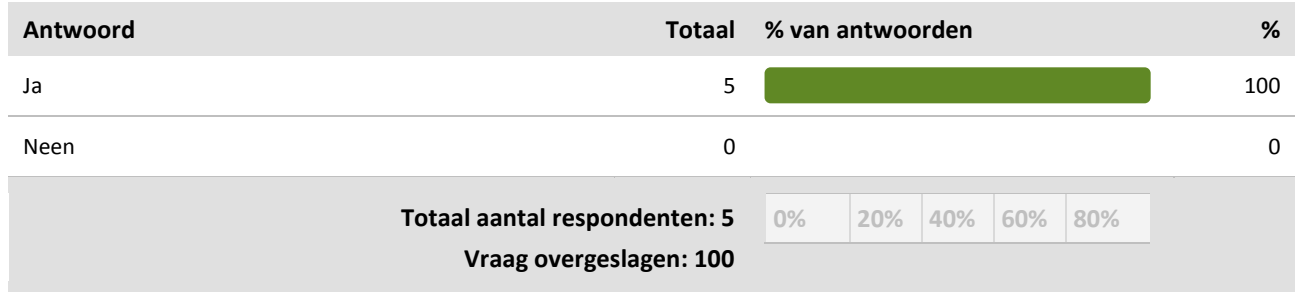 Antwoord Totaal % van antwoorden %
Ja 5 100
Neen 0 0
Totaal aantal respondenten: 5 0% 20% 40% 60% 80%
Vraag overgeslagen: 100